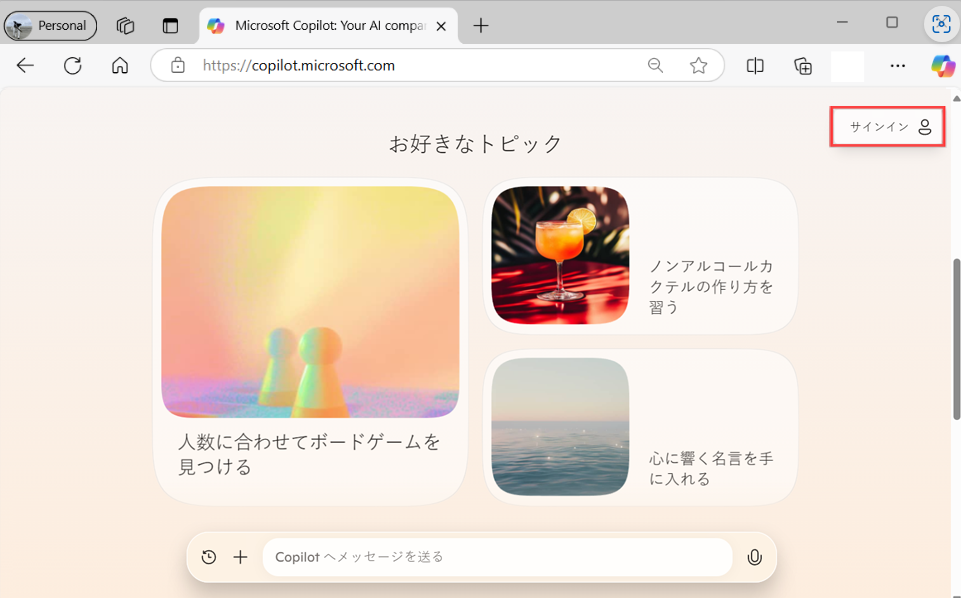 Personal
Microsoft Copilot: Your AI compa
https://copilot.microsoft.com
サインイン
お好きなトピック
人数に合わせてボードゲームを
見つける
ノンアルコールカ
クテルの作り方を
習う
心に響く名言を手
に入れる
Copilot へメッセージを送る